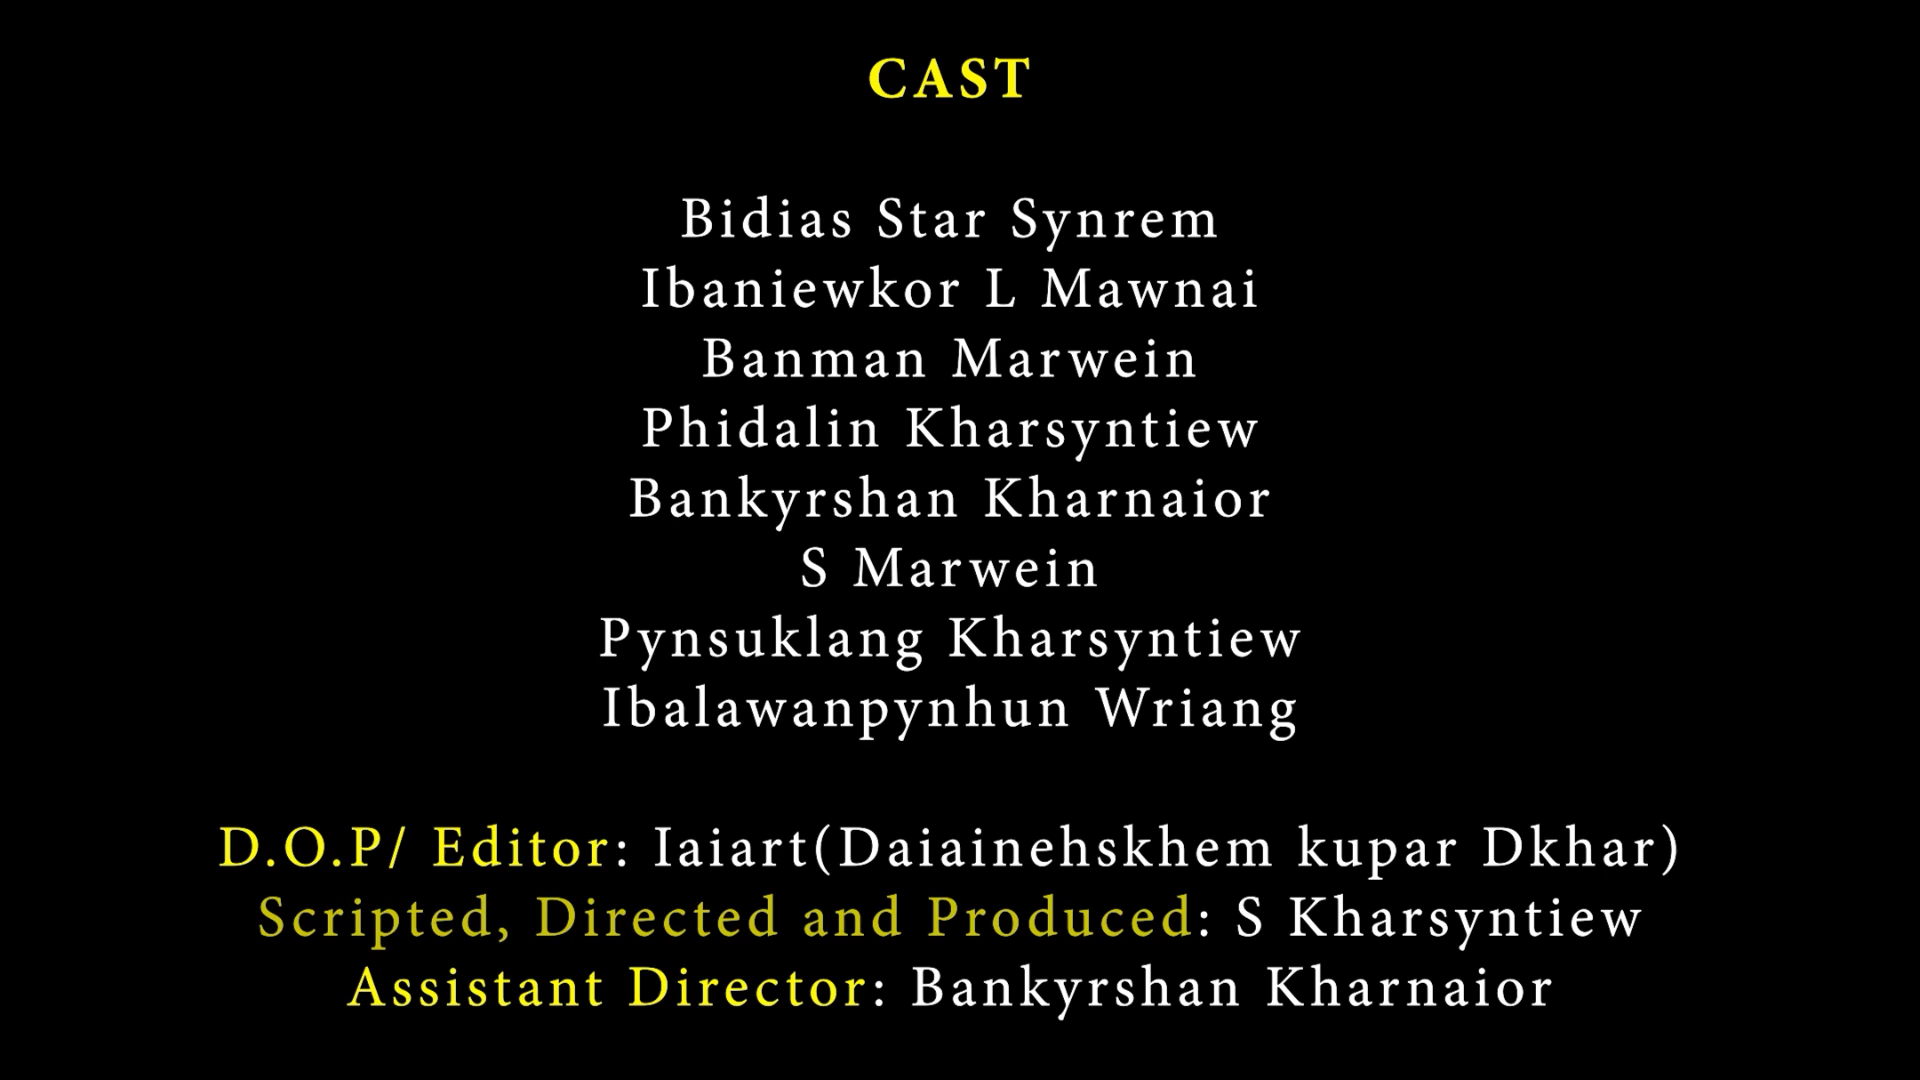 CAST
Bidias Star Synrem
Ibaniewkor L Mawnai
Banman Marwein
Phidalin Kharsyntiew
Bankyrshan Kharnaior
S Marwein
Pynsuklang Kharsyntiew
Ibalawanpynhun Wriang
D.O.P/ Editor: Iaiart(Daiainehskhem kupar Dkhar)
Scripted, Directed and Produced: S Kharsyntiew
Assistant Director: Bankyrshan Kharnaior